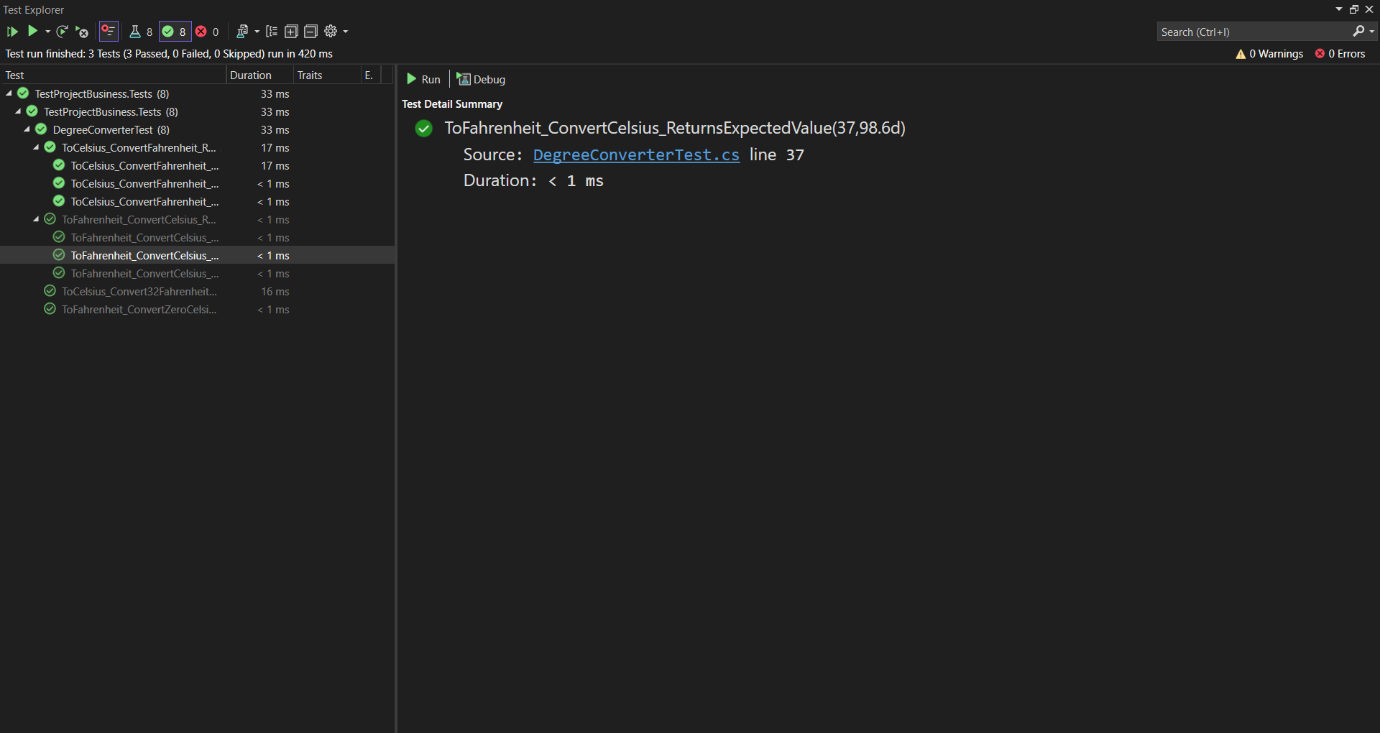 Test Explorer
8 8 0
Search (Ctrl+I)
Test run finished: 3 Tests (3 Passed, 0 Failed, 0 Skipped) run in 420 ms
0 Warnings 0 Errors
Test Duration Traits E.
TestProjectBusiness.Tests (8) 33 ms
TestProjectBusiness.Tests (8) 33 ms
DegreeConverterTest (8) 33 ms
ToCelsius_ConvertFahrenheit_R... 17 ms
ToCelsius_ConvertFahrenheit_... 17 ms
ToCelsius_ConvertFahrenheit_... < 1 ms
ToCelsius_ConvertFahrenheit_... < 1 ms
ToFahrenheit_ConvertCelsius_R... < 1 ms
ToFahrenheit_ConvertCelsius_... < 1 ms
ToFahrenheit_ConvertCelsius_... < 1 ms
ToFahrenheit_ConvertCelsius_... < 1 ms
ToCelsius_Convert32Fahrenheit... 16 ms
ToFahrenheit_ConvertZeroCelsi... < 1 ms
Run Debug
Test Detail Summary
ToFahrenheit_ConvertCelsius_ReturnsExpectedValue(37,98.6d)
Source: DegreeConverterTest.cs line 37
Duration: < 1 ms